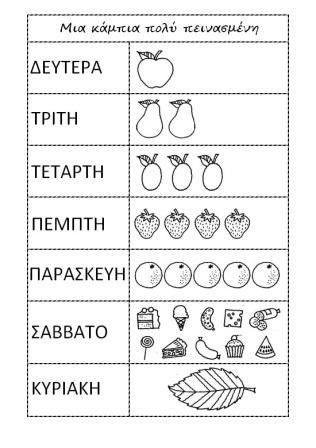 Μια κάμπια πολύ πεινασμένη
ΔΕΥΤΕΡΑ
ΤΡΙΤΗ
ΤΕΤΑΡΤΗ
ΠΕΜΠΤΗ
ΠΑΡΑΣΚΕΥΗ
ΣΑΒΒΑΤΟ
ΚΥΡΙΑΚΗ